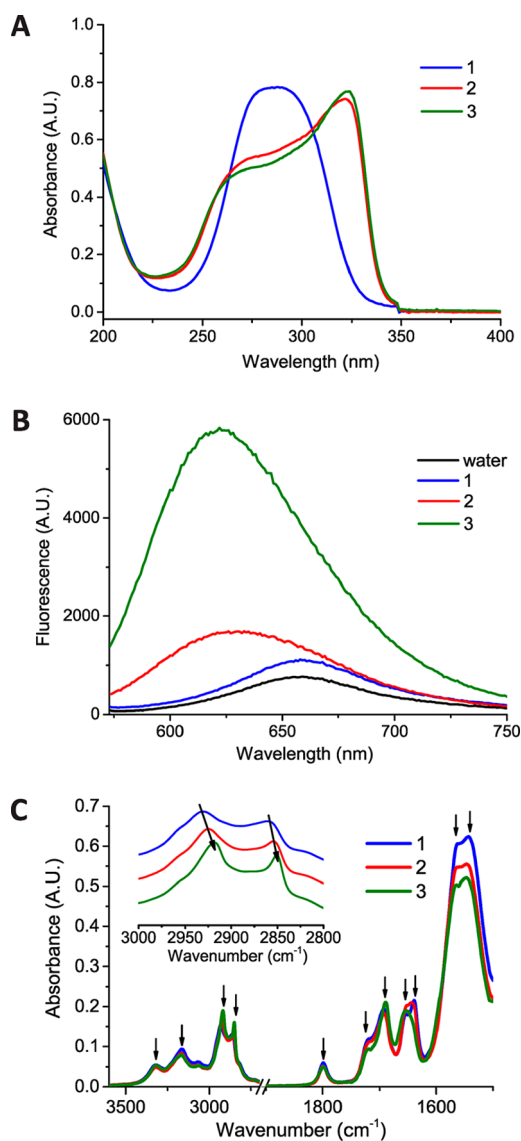 A
1.0
0.8
0.6
0.4
0.2
0.0
Absorbance (A.U.)
1
2
3
200 250 300 350 400
Wavelength (nm)
B
6000
4000
2000
0
Fluorescence (A.U.)
water
1
2
3
600 650 700 750
Wavelength (nm)
C
0.7
0.6
0.5
0.4
0.3
0.2
0.1
0.0
Absorbance (A.U.)
3000 2950 2900 2850 2800
Wavenumber (cm-1)
1
2
3
3600 3000 1800 1600
Wavenumber (cm-1)